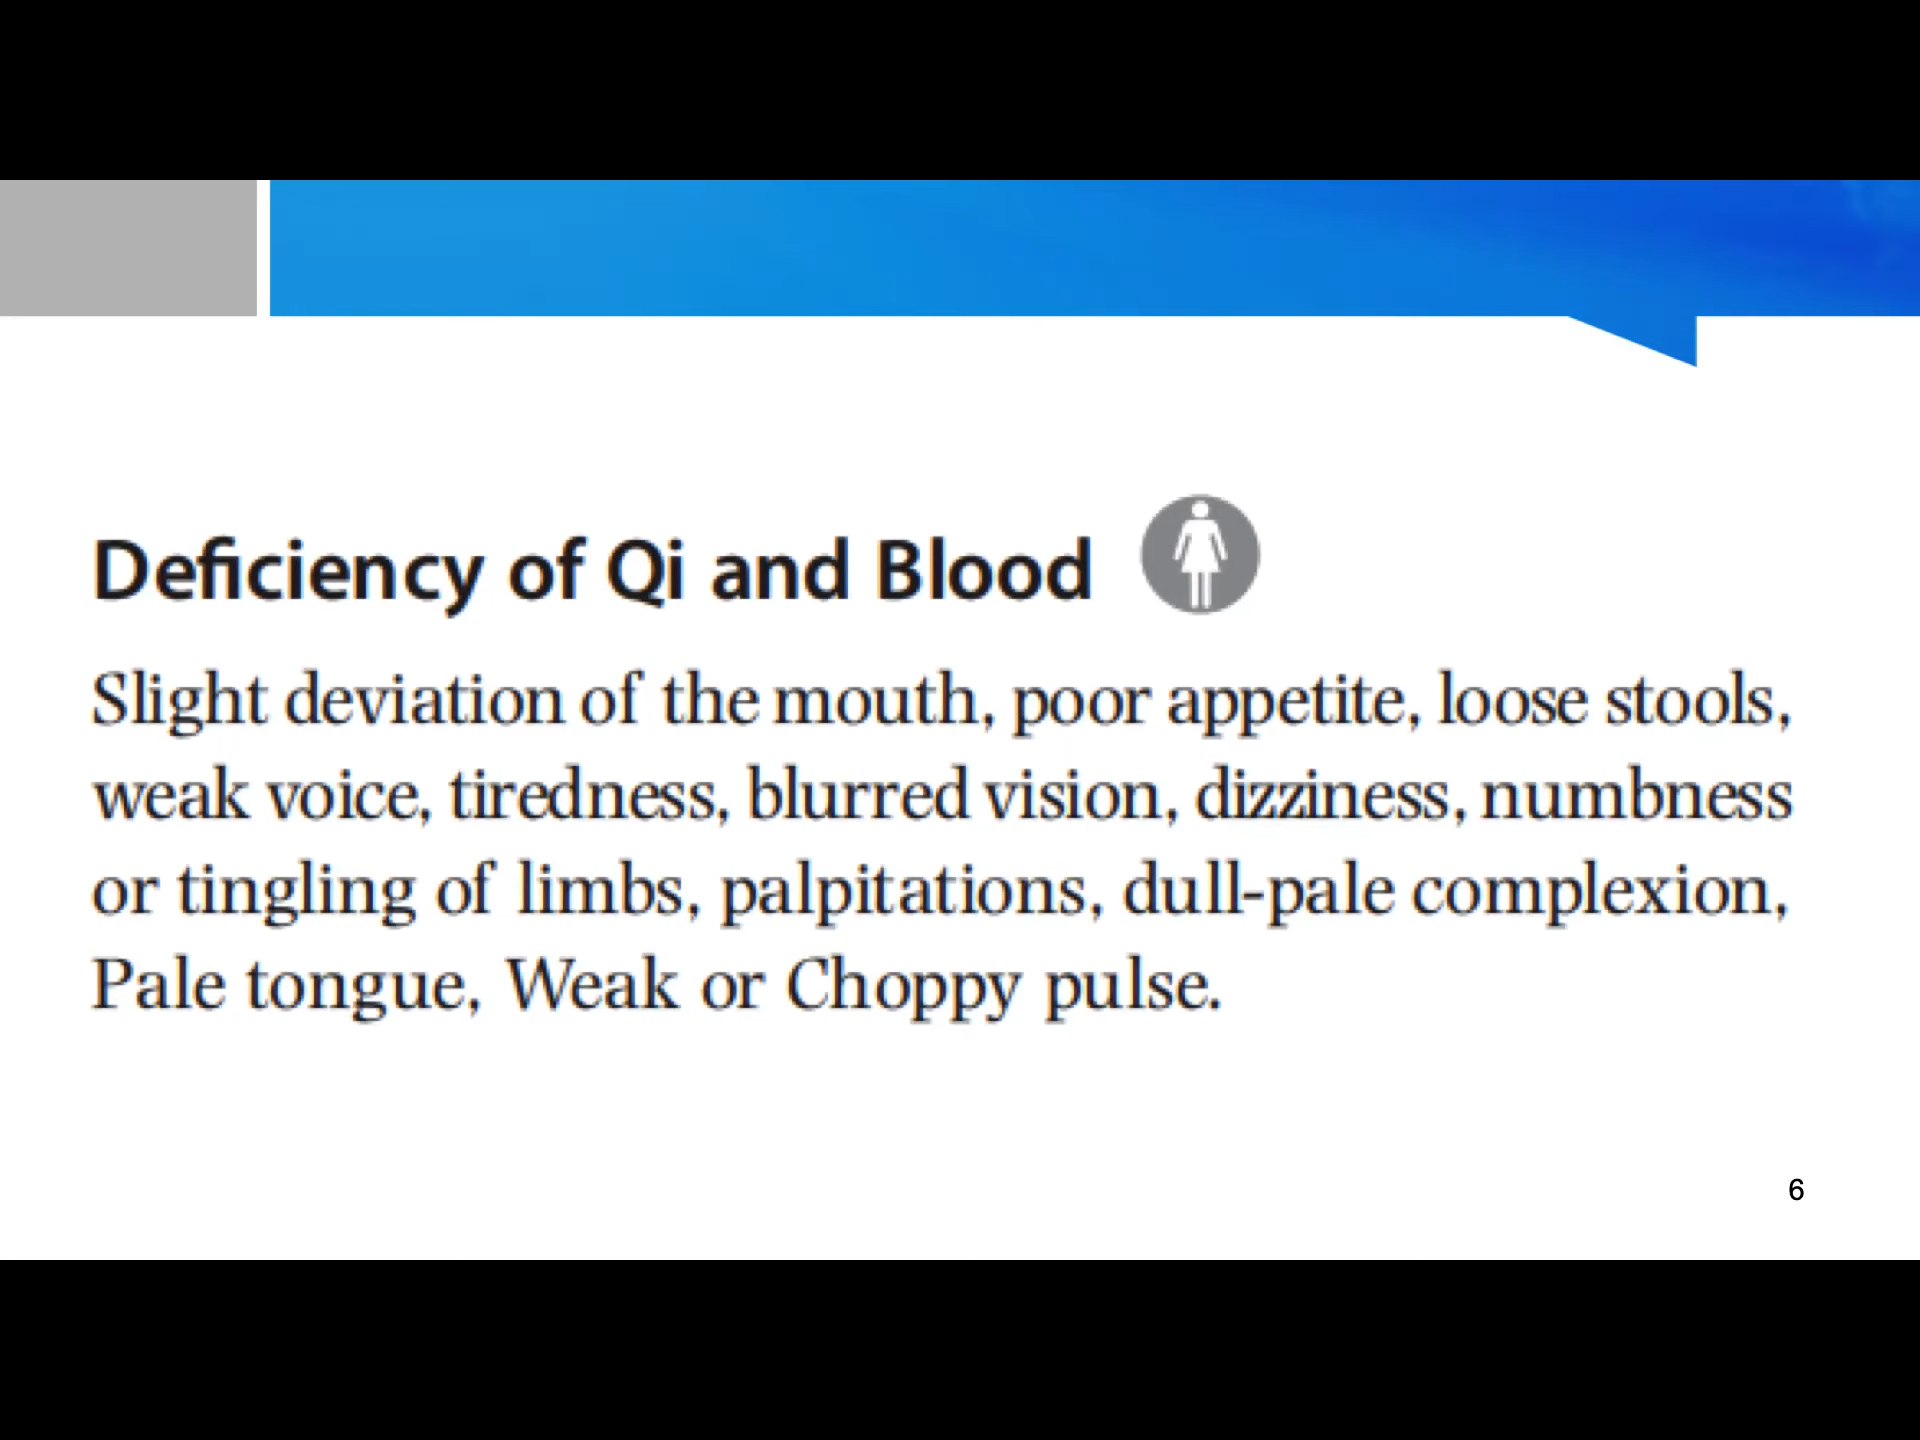 Deficiency of Qi and Blood
Slight deviation of the mouth, poor appetite, loose stools,
weak voice, tiredness, blurred vision, dizziness, numbness
or tingling of limbs, palpitations, dull-pale complexion,
Pale tongue, Weak or Choppy pulse.
6